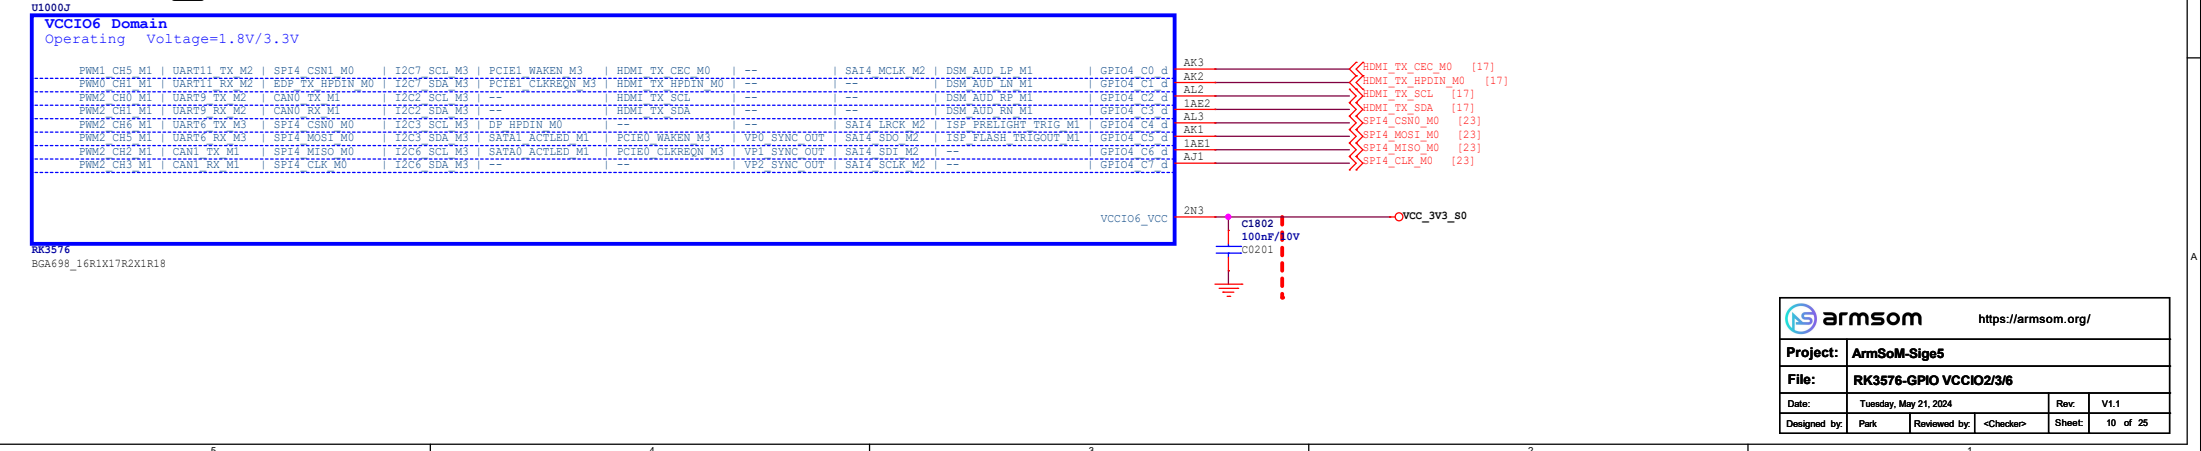 U1000J
VCCIO6 Domain
Operating Voltage=1.8V/3.3V
PWM1_CH5_M1 | UART11_TX_M2 | SPI4_CSN1_M0 | I2C7_SCL_M3 | PCIE1_WAKEN_M3 | HDMI_TX_CEC_M0 | -- | SAI4_MCLK_M2 | DSM_AUD_LP_M1 | GPIO4_C0_d AK3 HDMI_TX_CEC_M0 [17]
PWM0_CH1_M1 | UART11_RX_M2 | EDP_TX_HPDIN_M0 | I2C7_SDA_M3 | PCIE1_CLKREQN_M3 | HDMI_TX_HPDIN_M0 | -- | -- | DSM_AUD_LN_M1 | GPIO4_C1_d AK2 HDMI_TX_HPDIN_M0 [17]
PWM2_CH0_M1 | UART9_TX_M2 | CAN0_TX_M1 | I2C2_SCL_M3 | -- | HDMI_TX_SCL | -- | -- | DSM_AUD_RP_M1 | GPIO4_C2_d AL2 HDMI_TX_SCL [17]
PWM2_CH1_M1 | UART9_RX_M2 | CAN0_RX_M1 | I2C2_SDA_M3 | -- | HDMI_TX_SDA | -- | -- | DSM_AUD_RN_M1 | GPIO4_C3_d 1AE2 HDMI_TX_SDA [17]
PWM2_CH6_M1 | UART6_TX_M3 | SPI4_CSN0_M0 | I2C3_SCL_M3 | DP_HPDIN_M0 | -- | -- | SAI4_LRCK_M2 | ISP_PRELIGHT_TRIG_M1 | GPIO4_C4_d AL3 SPI4_CSN0_M0 [23]
PWM2_CH5_M1 | UART6_RX_M3 | SPI4_MOSI_M0 | I2C3_SDA_M3 | SATA1_ACTLED_M1 | PCIE0_WAKEN_M3 | VP0_SYNC_OUT | SAI4_SDO_M2 | ISP_FLASH_TRIGOUT_M1 | GPIO4_C5_d AK1 SPI4_MOSI_M0 [23]
PWM2_CH2_M1 | CAN1_TX_M1 | SPI4_MISO_M0 | I2C6_SCL_M3 | SATA0_ACTLED_M1 | PCIE0_CLKREQN_M3 | VP1_SYNC_OUT | SAI4_SDI_M2 | -- | GPIO4_C6_d 1AE1 SPI4_MISO_M0 [23]
PWM2_CH3_M1 | CAN1_RX_M1 | SPI4_CLK_M0 | I2C6_SDA_M3 | -- | -- | VP2_SYNC_OUT | SAI4_SCLK_M2 | -- | GPIO4_C7_d AJ1 SPI4_CLK_M0 [23]
VCCIO6_VCC 2N3 VCC_3V3_S0
C1802
100nF/10V
C0201
RK3576
BGA698_16R1X17R2X1R18
A
armsom https://armsom.org/
Project: ArmSoM-Sige5
File: RK3576-GPIO VCCIO2/3/6
Date: Tuesday, May 21, 2024 Rev: V1.1
Designed by: Park Reviewed by: <Checker> Sheet: 10 of 25
5 4 3 2 1